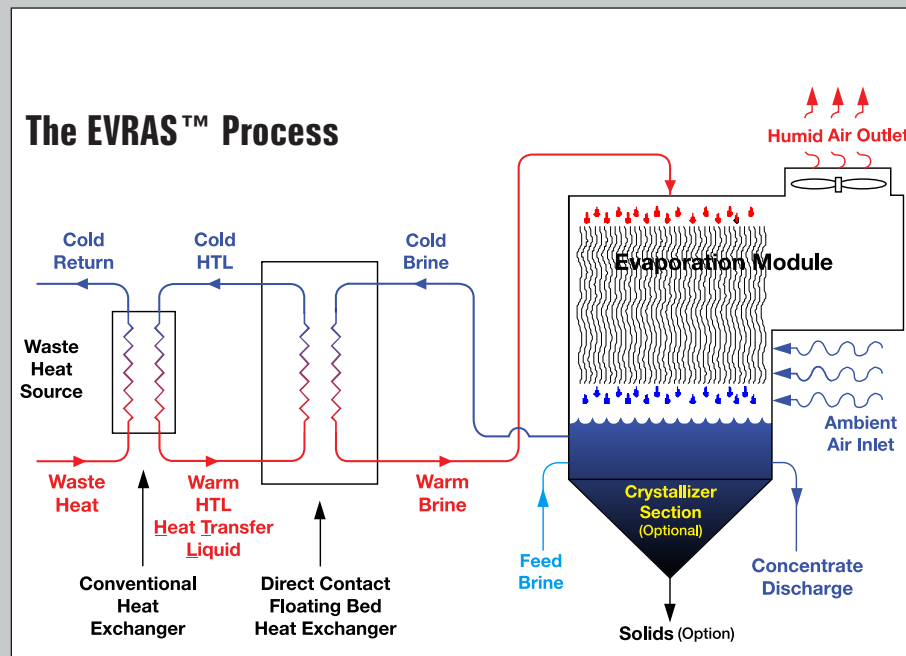 The EVRAS™ Process
Humid Air Outlet
Cold
Return
Cold
HTL
Cold
Brine
Evaporation Module
Waste
Heat
Source
Ambient
Air Inlet
Waste
Heat
Warm
HTL
Heat Transfer
Liquid
Warm
Brine
Crystallizer
Section
(Optional)
Feed
Brine
Concentrate
Discharge
Conventional
Heat
Exchanger
Direct Contact
Floating Bed
Heat Exchanger
Solids (Option)